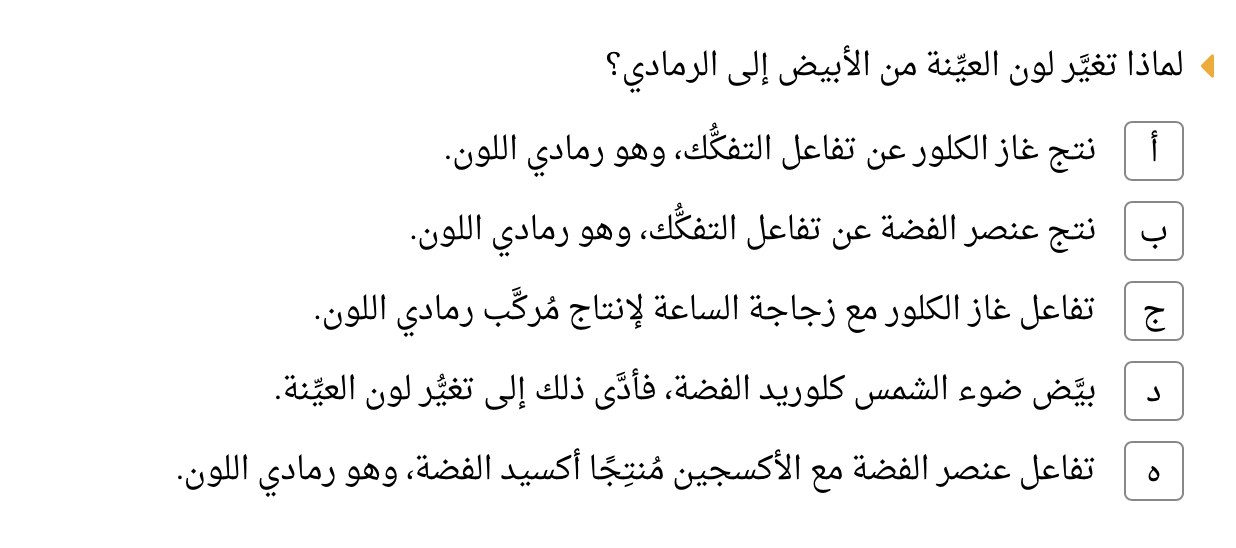 لماذا تغيَّر لون العيِّنة من الأبيض إلى الرمادي؟
أ نتج غاز الكلور عن تفاعل التفكُّك، وهو رمادي اللون.
ب نتج عنصر الفضة عن تفاعل التفكُّك، وهو رمادي اللون.
ج تفاعل غاز الكلور مع زجاجة الساعة لإنتاج مُركَّب رمادي اللون.
د بيَّض ضوء الشمس كلوريد الفضة، فأدَّى ذلك إلى تغيُّر لون العيِّنة.
ه تفاعل عنصر الفضة مع الأكسجين مُنتِجًا أكسيد الفضة، وهو رمادي اللون.